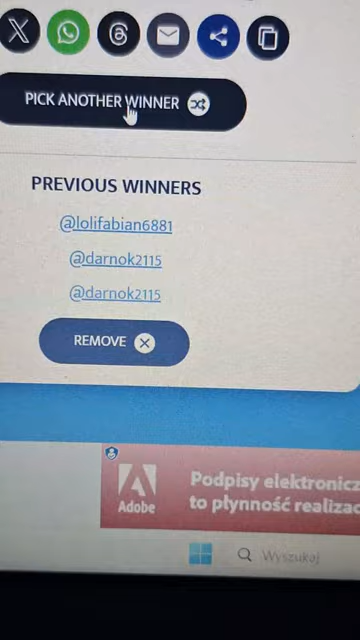 PICK ANOTHER WINNER
PREVIOUS WINNERS
@lolifabian6881
@darnok2115
@darnok2115
REMOVE
Adobe
Podpisy elektronicz
to płynność realizac
Wyszukaj